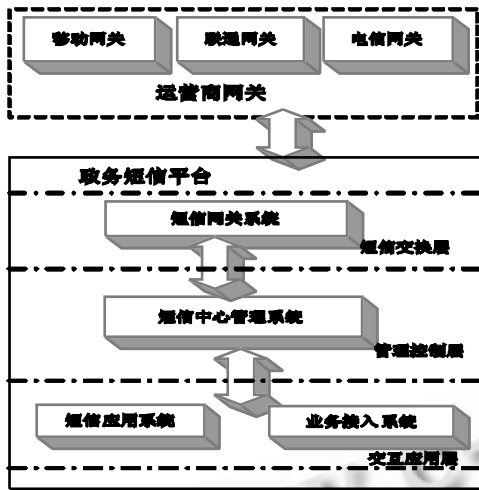 移动网关
联通网关
电信网关
运营商网关
政务短信平台
短信网关系统
短信交换层
短信中心管理系统
管理控制层
短信应用系统
业务接入系统
交互应用层